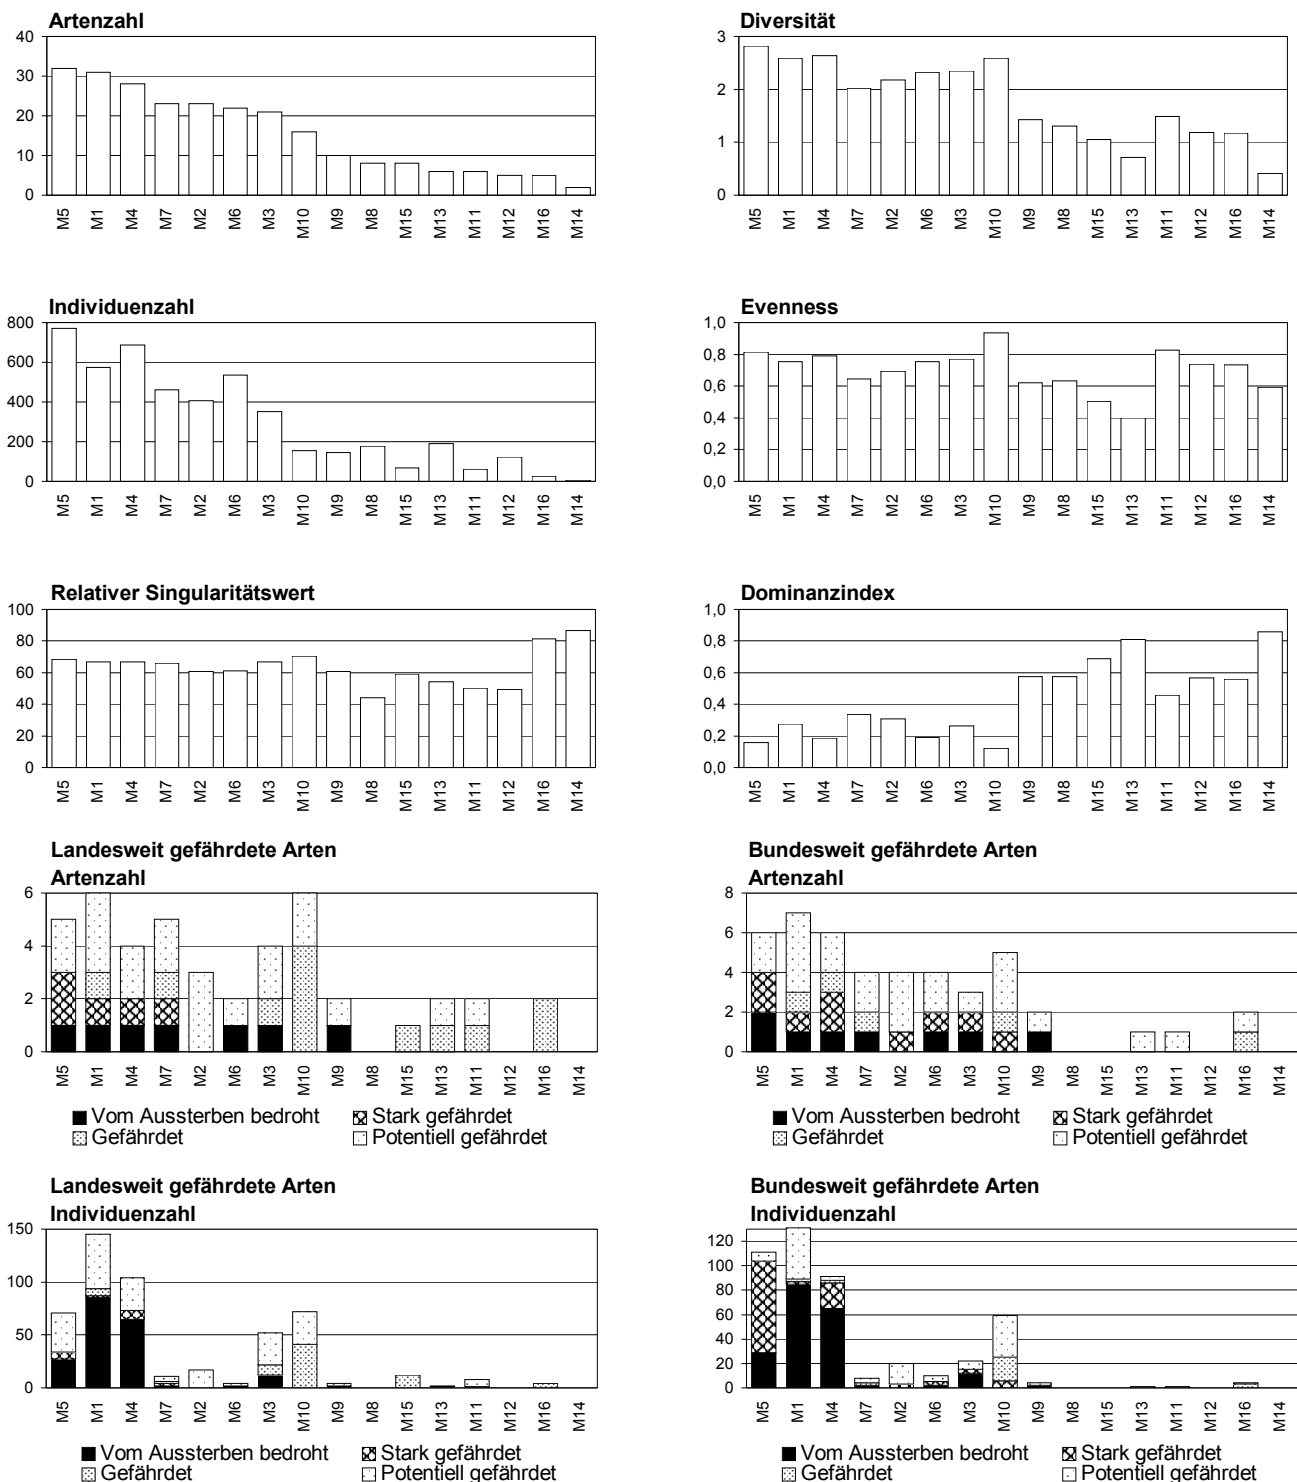 Artenzahl
40
30
20
10
0
M5 M1 M4 M7 M2 M6 M3 M10 M9 M8 M15 M13 M11 M12 M16 M14
Diversität
3
2
1
0
M5 M1 M4 M7 M2 M6 M3 M10 M9 M8 M15 M13 M11 M12 M16 M14
Individuenzahl
800
600
400
200
0
M5 M1 M4 M7 M2 M6 M3 M10 M9 M8 M15 M13 M11 M12 M16 M14
Evenness
1,0
0,8
0,6
0,4
0,2
0,0
M5 M1 M4 M7 M2 M6 M3 M10 M9 M8 M15 M13 M11 M12 M16 M14
Relativer Singularitätswert
100
80
60
40
20
0
M5 M1 M4 M7 M2 M6 M3 M10 M9 M8 M15 M13 M11 M12 M16 M14
Dominanzindex
1,0
0,8
0,6
0,4
0,2
0,0
M5 M1 M4 M7 M2 M6 M3 M10 M9 M8 M15 M13 M11 M12 M16 M14
Landesweit gefährdete Arten
Artenzahl
6
4
2
0
M5 M1 M4 M7 M2 M6 M3 M10 M9 M8 M15 M13 M11 M12 M16 M14
Vom Aussterben bedroht Stark gefährdet
Gefährdet Potentiell gefährdet
Bundesweit gefährdete Arten
Artenzahl
8
6
4
2
0
M5 M1 M4 M7 M2 M6 M3 M10 M9 M8 M15 M13 M11 M12 M16 M14
Vom Aussterben bedroht Stark gefährdet
Gefährdet Potentiell gefährdet
Landesweit gefährdete Arten
Individuenzahl
150
100
50
0
M5 M1 M4 M7 M2 M6 M3 M10 M9 M8 M15 M13 M11 M12 M16 M14
Vom Aussterben bedroht Stark gefährdet
Gefährdet Potentiell gefährdet
Bundesweit gefährdete Arten
Individuenzahl
120
100
80
60
40
20
0
M5 M1 M4 M7 M2 M6 M3 M10 M9 M8 M15 M13 M11 M12 M16 M14
Vom Aussterben bedroht Stark gefährdet
Gefährdet Potentiell gefährdet